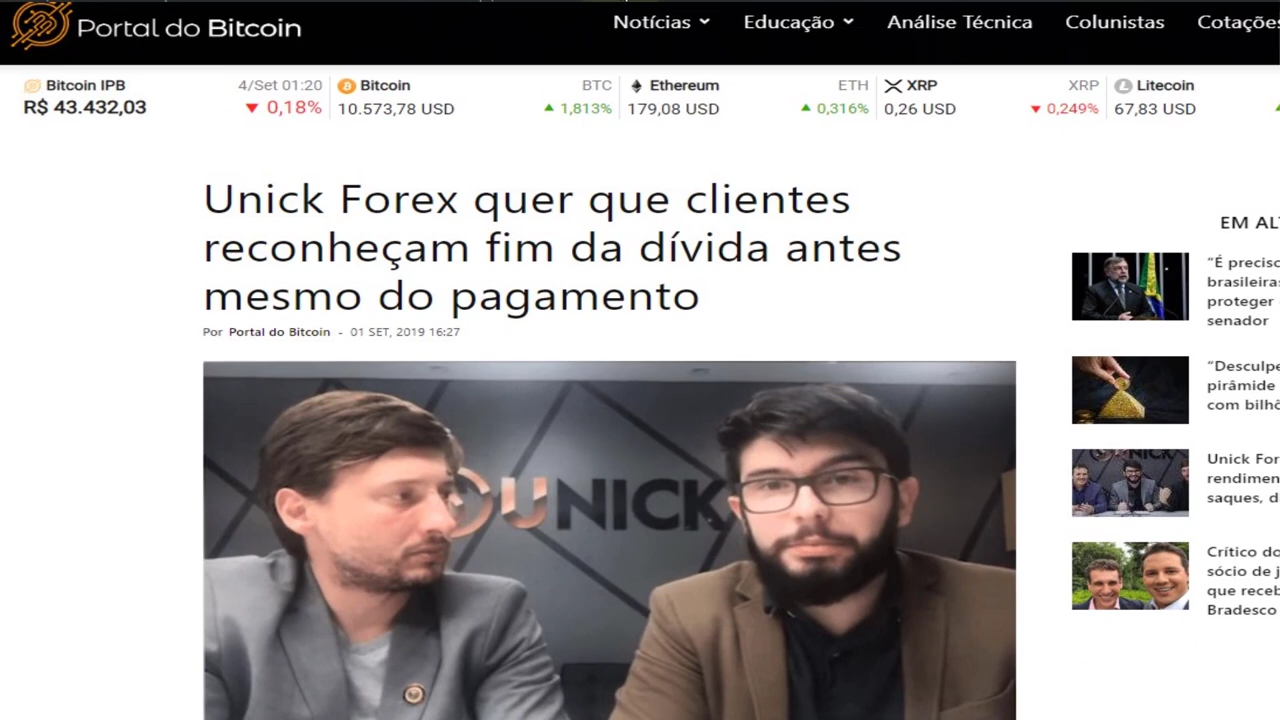 Portal do Bitcoin
Notícias Educação Análise Técnica Colunistas Cotações
Bitcoin IPB 4/Set 01:20 Bitcoin BTC Ethereum ETH XRP XRP Litecoin
R$ 43.432,03 0,18% 10.573,78 USD 1,813% 179,08 USD 0,316% 0,26 USD 0,249% 67,83 USD
Unick Forex quer que clientes
reconheçam fim da dívida antes
mesmo do pagamento
Por Portal do Bitcoin - 01 SET, 2019 16:27
UNICK
EM AL
“É preciso
brasileiras
proteger
senador
“Desculpe
pirâmide
com bilhõ
Unick For
rendimen
saques, d
Crítico do
sócio de j
que receb
Bradesco